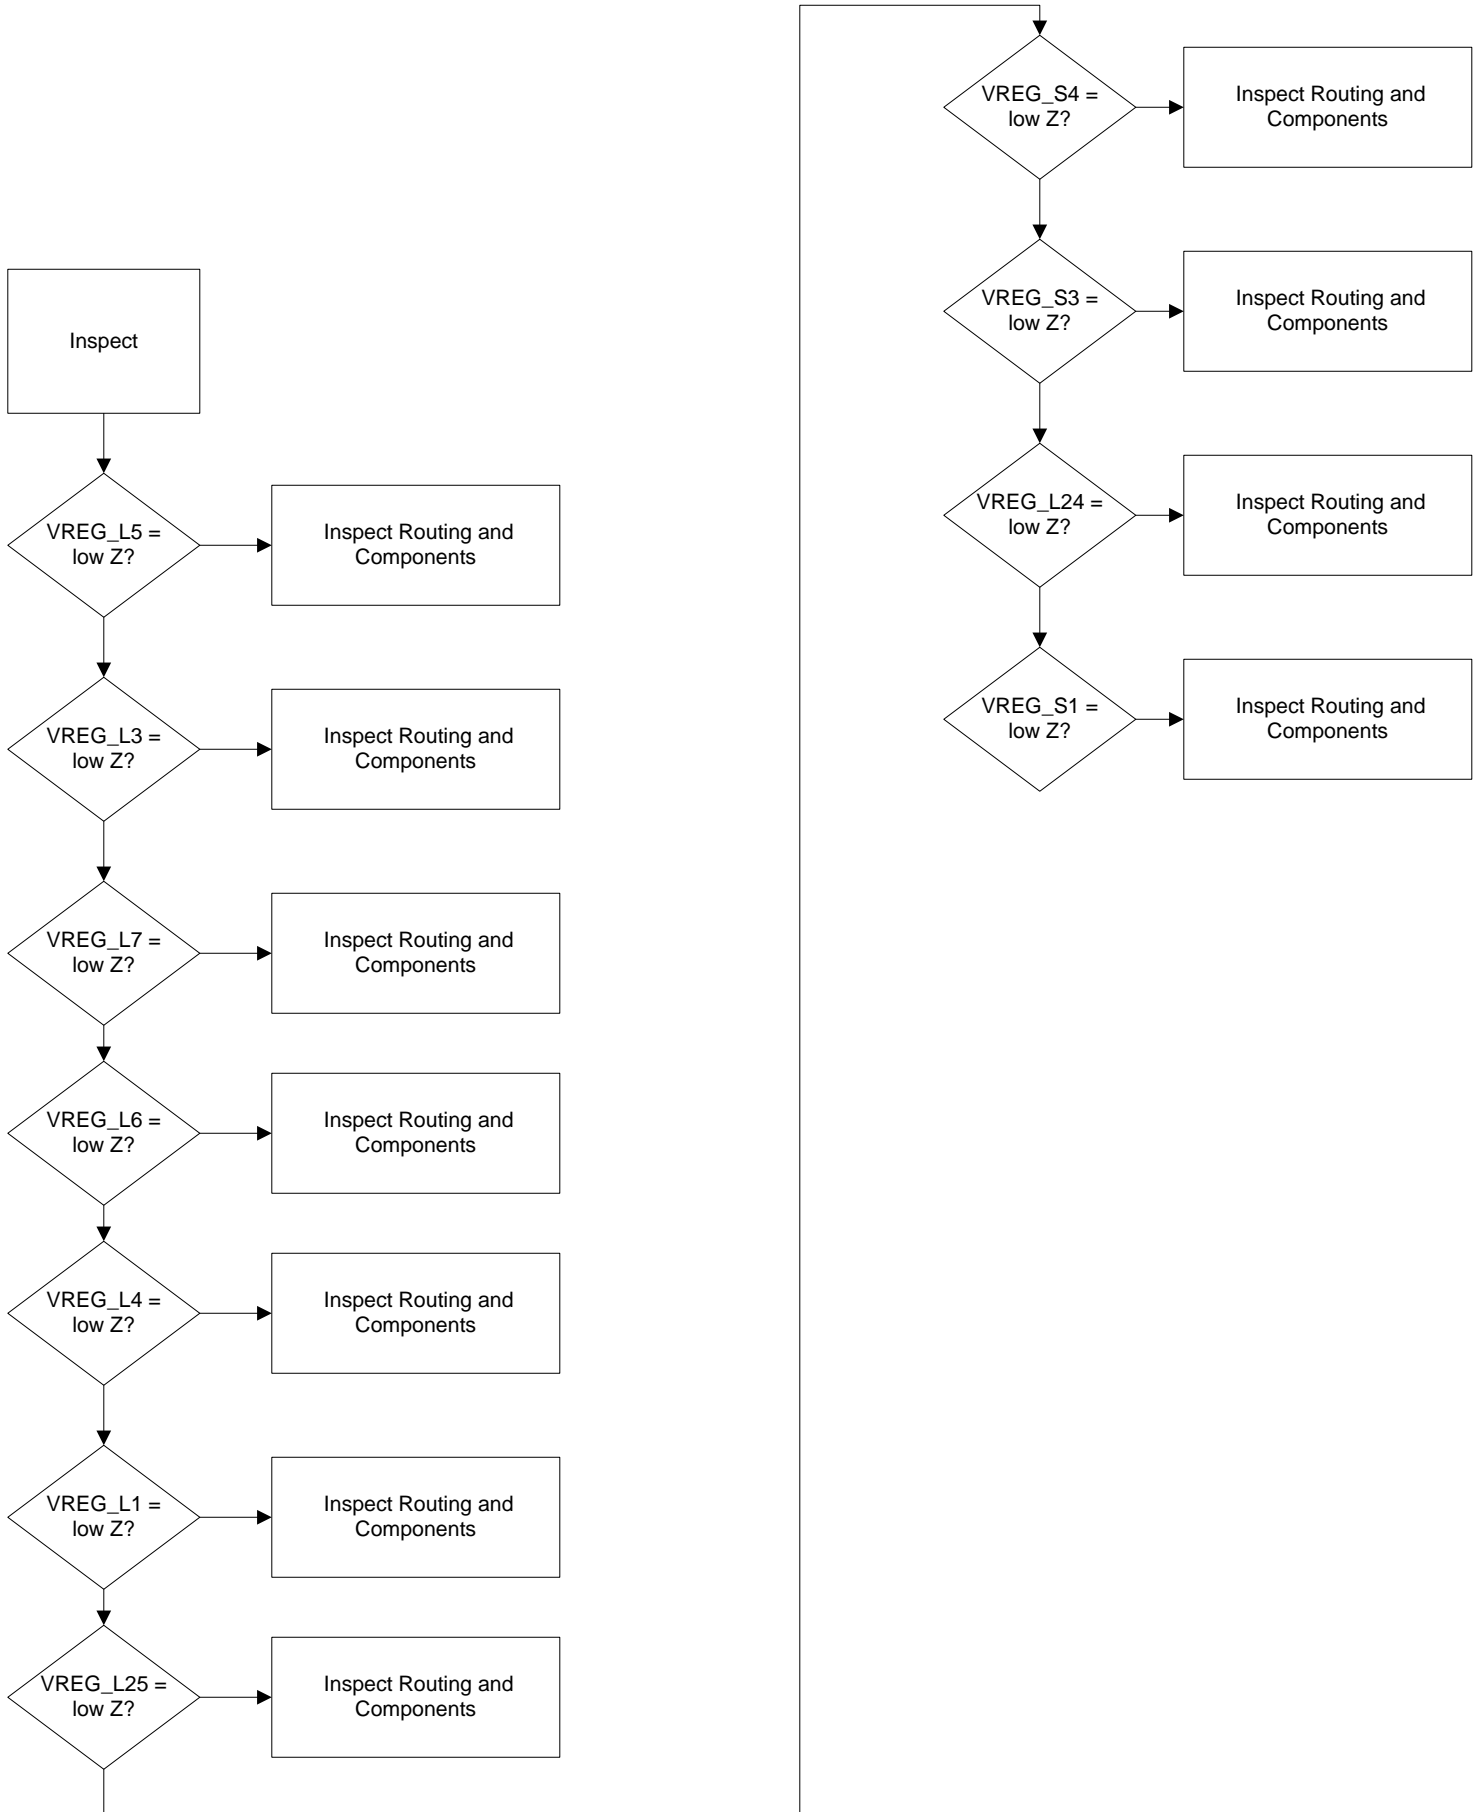 Inspect
VREG_L5 =
low Z?
Inspect Routing and
Components
VREG_L3 =
low Z?
Inspect Routing and
Components
VREG_L7 =
low Z?
Inspect Routing and
Components
VREG_L6 =
low Z?
Inspect Routing and
Components
VREG_L4 =
low Z?
Inspect Routing and
Components
VREG_L1 =
low Z?
Inspect Routing and
Components
VREG_L25 =
low Z?
Inspect Routing and
Components
VREG_S4 =
low Z?
Inspect Routing and
Components
VREG_S3 =
low Z?
Inspect Routing and
Components
VREG_L24 =
low Z?
Inspect Routing and
Components
VREG_S1 =
low Z?
Inspect Routing and
Components